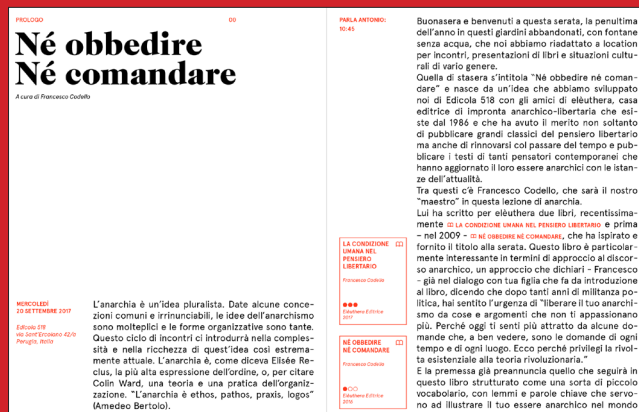 PROLOGO
00
Né obbedire
Né comandare
A cura di Francesco Codello
MERCOLEDÌ
20 SETTEMBRE 2017
Edicola 518
via Sant'Ercolano 42/a
Perugia, Italia
L'anarchia è un'idea pluralista. Date alcune conce-
zioni comuni e irrinunciabili, le idee dell'anarchismo
sono molteplici e le forme organizzative sono tante.
Questo ciclo di incontri ci introdurrà nella comples-
sità e nella ricchezza di quest'idea così estrema-
mente attuale. L'anarchia è, come diceva Elisée Re-
clus, la più alta espressione dell'ordine, o, per citare
Colin Ward, una teoria e una pratica dell'organiz-
zazione. “L'anarchia è ethos, pathos, praxis, logos”
(Amedeo Bertolo).
PARLA ANTONIO:
10:45
Buonasera e benvenuti a questa serata, la penultima
dell'anno in questi giardini abbandonati, con fontane
senza acqua, che noi abbiamo riadattato a location
per incontri, presentazioni di libri e situazioni cultu-
rali di vario genere.
Quella di stasera s'intitola “Né obbedire né coman-
dare” e nasce da un'idea che abbiamo sviluppato
noi di Edicola 518 con gli amici di elèuthera, casa
editrice di impronta anarchico-libertaria che esi-
ste dal 1986 e che ha avuto il merito non soltanto
di pubblicare grandi classici del pensiero libertario
ma anche di rinnovarsi col passare del tempo e pub-
blicare i testi di tanti pensatori contemporanei che
hanno aggiornato il loro essere anarchici con le istan-
ze dell'attualità.
Tra questi c'è Francesco Codello, che sarà il nostro
“maestro” in questa lezione di anarchia.
Lui ha scritto per elèuthera due libri, recentissima-
mente LA CONDIZIONE UMANA NEL PENSIERO LIBERTARIO e prima
– nel 2009 – NÉ OBBEDIRE NÉ COMANDARE, che ha ispirato e
fornito il titolo alla serata. Questo libro è particolar-
mente interessante in termini di approccio al discor-
so anarchico, un approccio che dichiari - Francesco
- già nel dialogo con tua figlia che fa da introduzione
al libro, dicendo che dopo tanti anni di militanza po-
litica, hai sentito l'urgenza di “liberare il tuo anarchi-
smo da cose e argomenti che non ti appassionano
più. Perché oggi ti senti più attratto da alcune do-
mande che, a ben vedere, sono le domande di ogni
tempo e di ogni luogo. Ecco perché privilegi la rivol-
ta esistenziale alla teoria rivoluzionaria.”
E la premessa già preannuncia quello che seguirà in
questo libro strutturato come una sorta di piccolo
vocabolario, con lemmi e parole chiave che servo-
no ad illustrare il tuo essere anarchico nel mondo
LA CONDIZIONE
UMANA NEL
PENSIERO
LIBERTARIO
Francesco Codello
Elèuthera Editrice
2017
NÉ OBBEDIRE
NÉ COMANDARE
Francesco Codello
Elèuthera Editrice